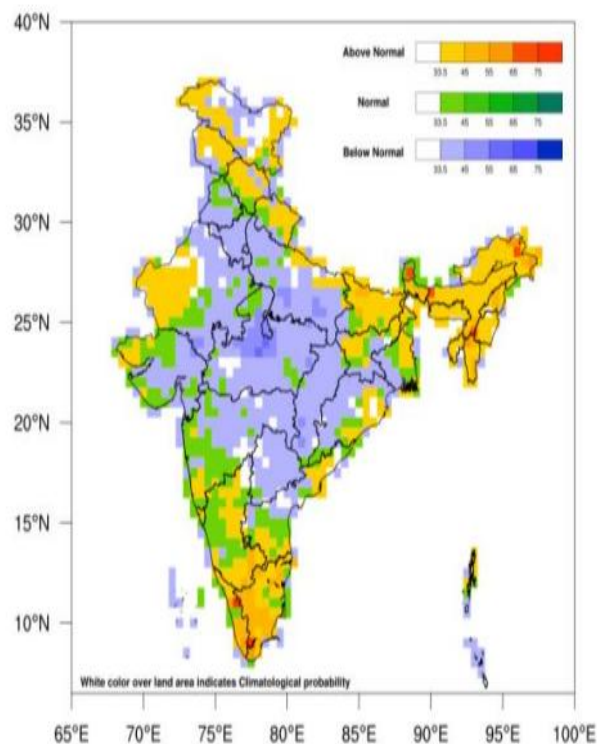 40°N
35°N
30°N
25°N
20°N
15°N
10°N
Above Normal
33.5 45 55 65 75
Normal
33.5 45 55 65 75
Below Normal
33.5 45 55 65 75
White color over land area indicates Climatological probability
65°E 70°E 75°E 80°E 85°E 90°E 95°E 100°E